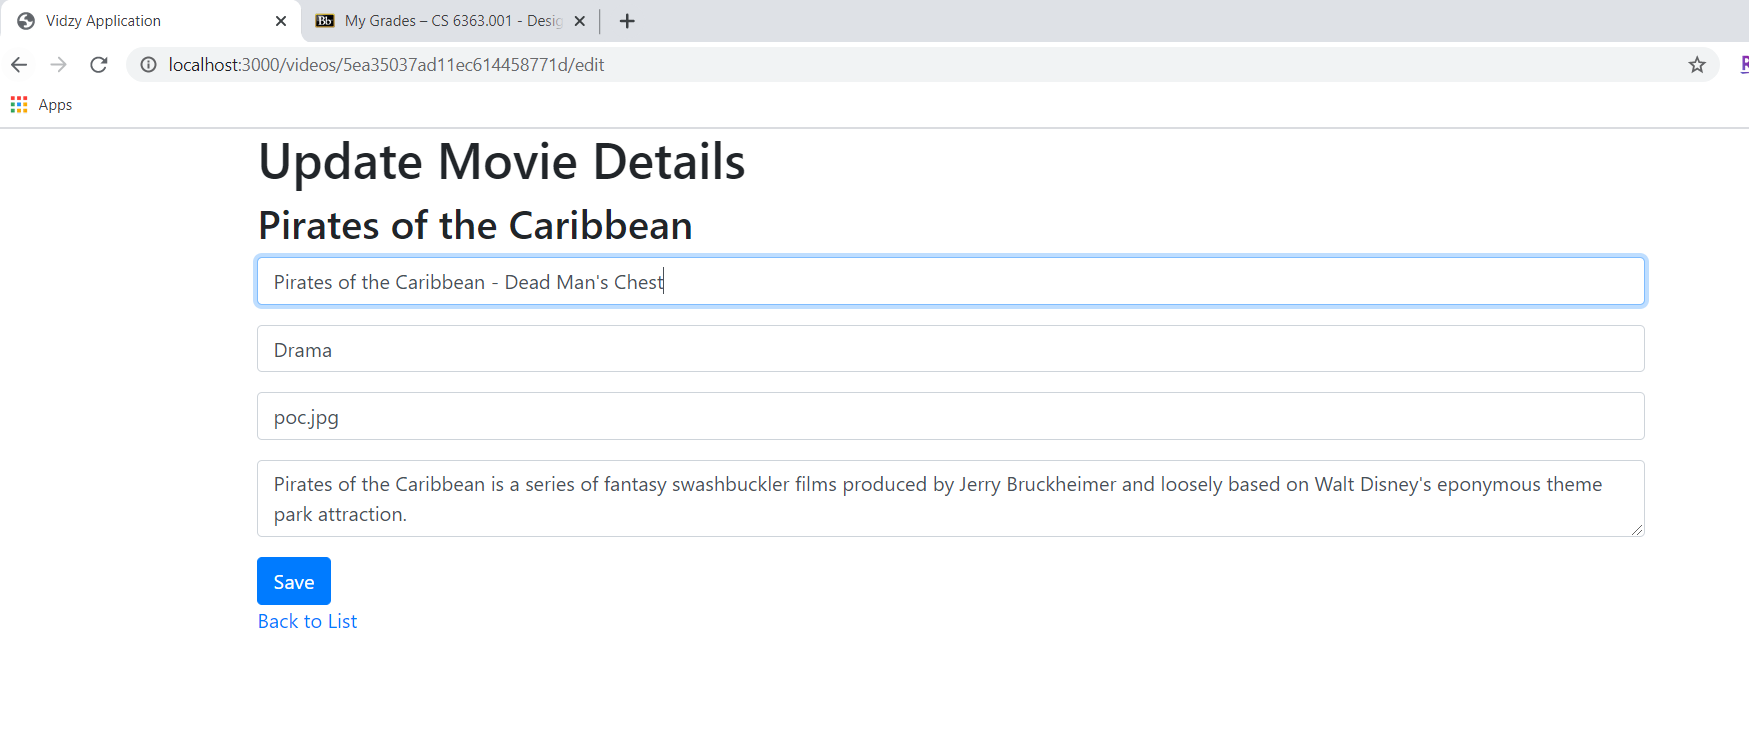 Vidzy Application
Bb My Grades – CS 6363.001 - Desig
localhost:3000/videos/5ea35037ad11ec614458771d/edit
Apps
Update Movie Details
Pirates of the Caribbean
Pirates of the Caribbean - Dead Man's Chest
Drama
poc.jpg
Pirates of the Caribbean is a series of fantasy swashbuckler films produced by Jerry Bruckheimer and loosely based on Walt Disney's eponymous theme
park attraction.
Save
Back to List